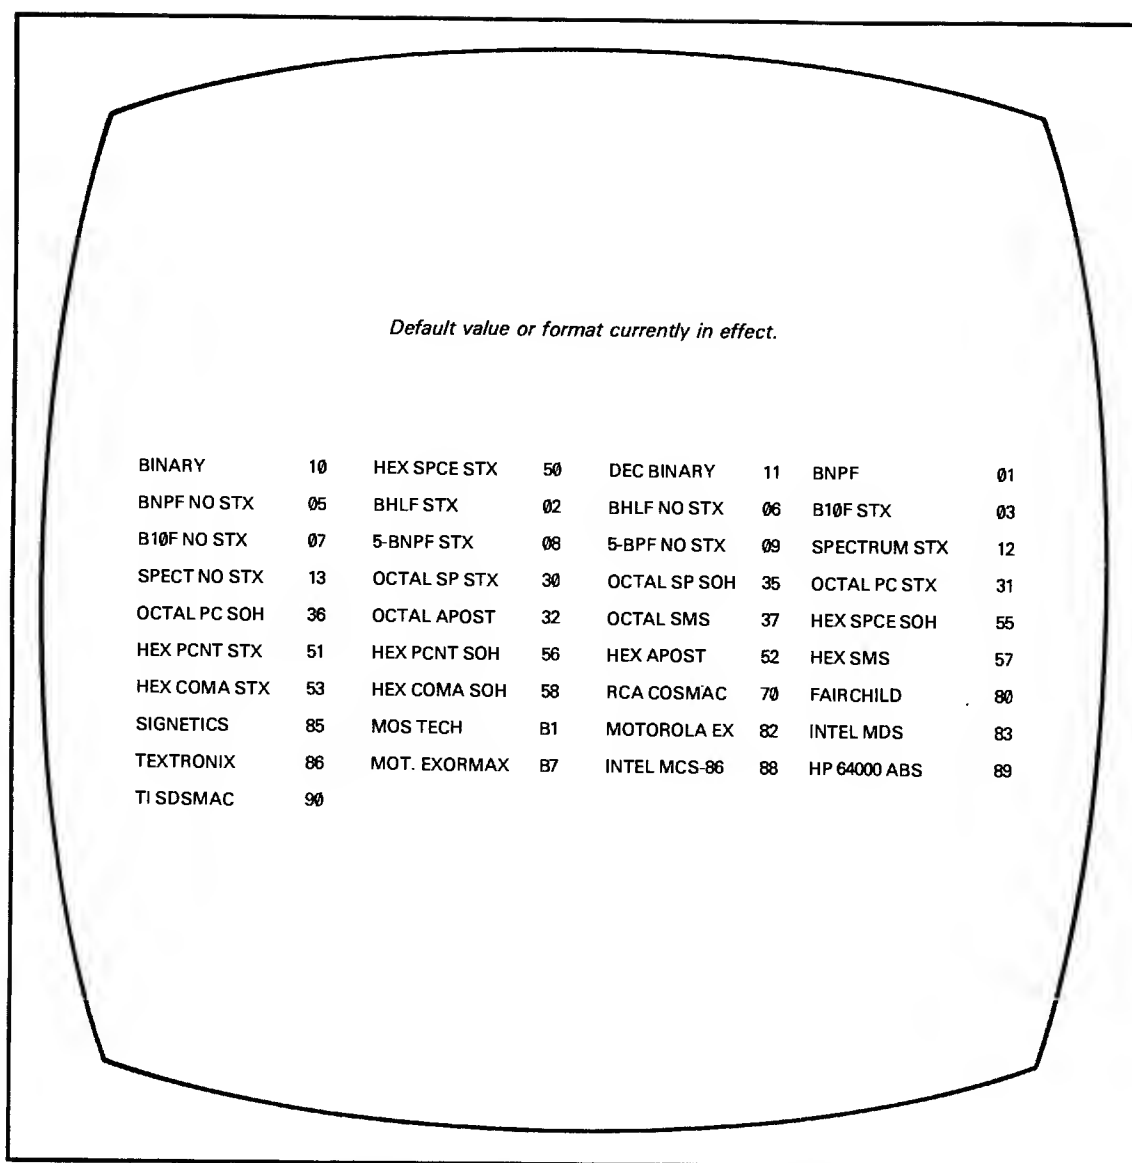 Default value or format currently in effect.
BINARY 10 HEX SPCE STX 50 DEC BINARY 11 BNPF 01
BNPF NO STX 05 BHLF STX 02 BHLF NO STX 06 B10F STX 03
B10F NO STX 07 5-BNPF STX 08 5-BPF NO STX 09 SPECTRUM STX 12
SPECT NO STX 13 OCTAL SP STX 30 OCTAL SP SOH 35 OCTAL PC STX 31
OCTAL PC SOH 36 OCTAL APOST 32 OCTAL SMS 37 HEX SPCE SOH 55
HEX PCNT STX 51 HEX PCNT SOH 56 HEX APOST 52 HEX SMS 57
HEX COMA STX 53 HEX COMA SOH 58 RCA COSMAC 70 FAIRCHILD 80
SIGNETICS 85 MOS TECH B1 MOTOROLA EX 82 INTEL MDS 83
TEXTRONIX 86 MOT. EXORMAX B7 INTEL MCS-86 88 HP 64000 ABS 89
TI SDSMAC 90